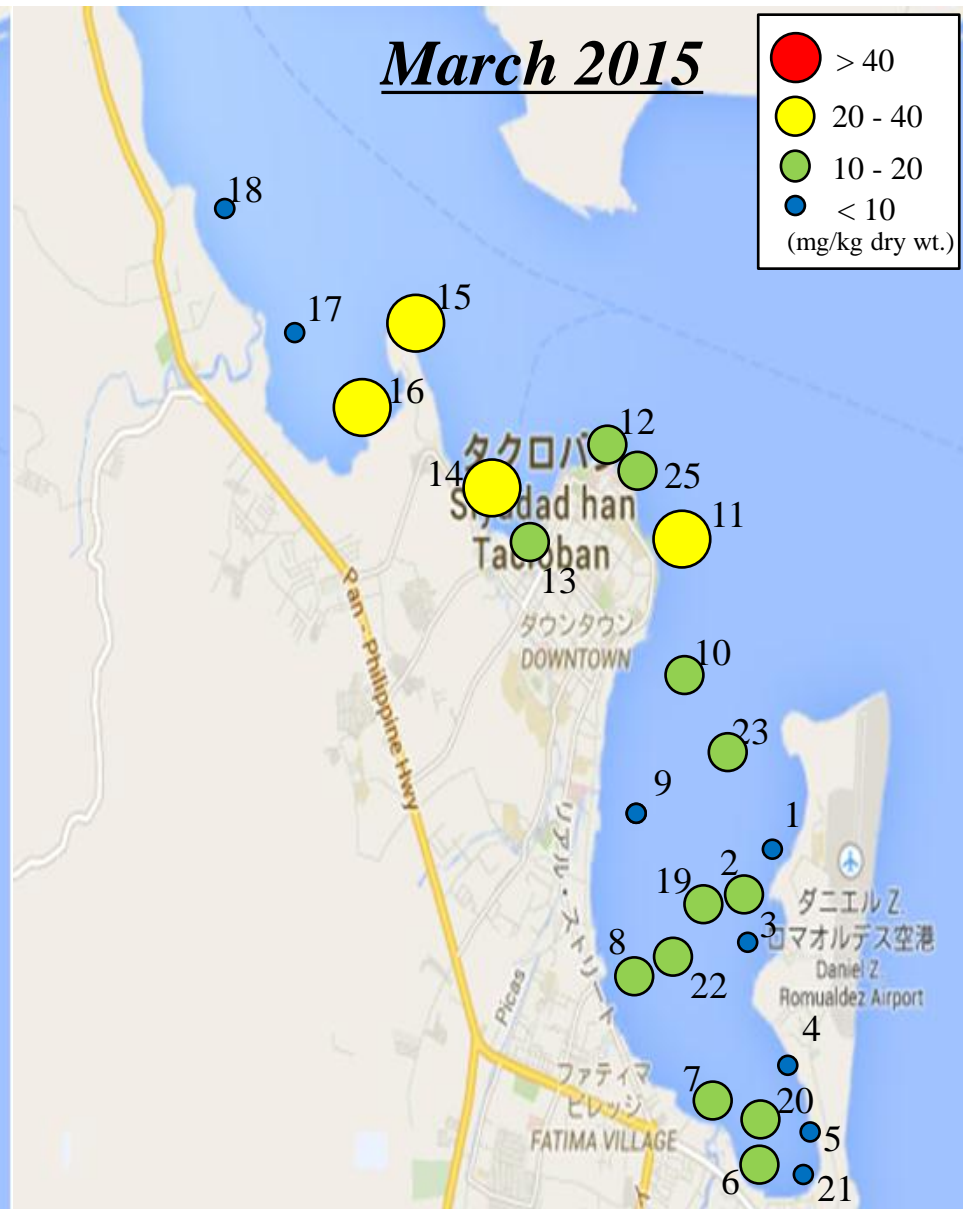 March 2015
> 40
20 - 40
10 - 20
< 10
(mg/kg dry wt.)
18
17
15
16
12
タクロバン
14
25
Siyudad han
11
Tacloban
13
ダウンタウン
DOWNTOWN
10
Pan - Philippine Hwy
23
9
リアル・ストリート
1
2
19
ダニエル Z.
3
ロマオルデス空港
8
Daniel Z.
22
Romualdez Airport
Picas
4
ファティマ
7
ビレッジ
20
5
FATIMA VILLAGE
6
21